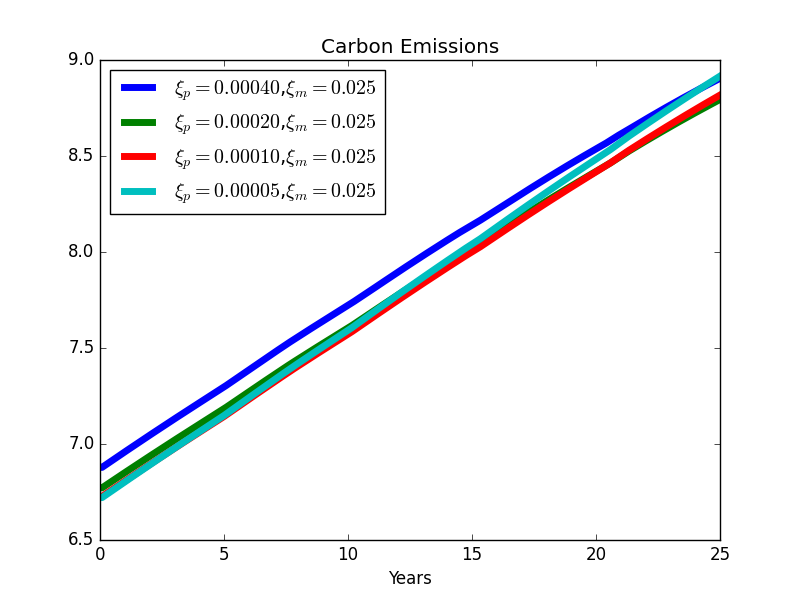 Carbon Emissions
ξₚ = 0.00040,ξₘ = 0.025
ξₚ = 0.00020,ξₘ = 0.025
ξₚ = 0.00010,ξₘ = 0.025
ξₚ = 0.00005,ξₘ = 0.025
9.0
8.5
8.0
7.5
7.0
6.5
0 5 10 15 20 25
Years